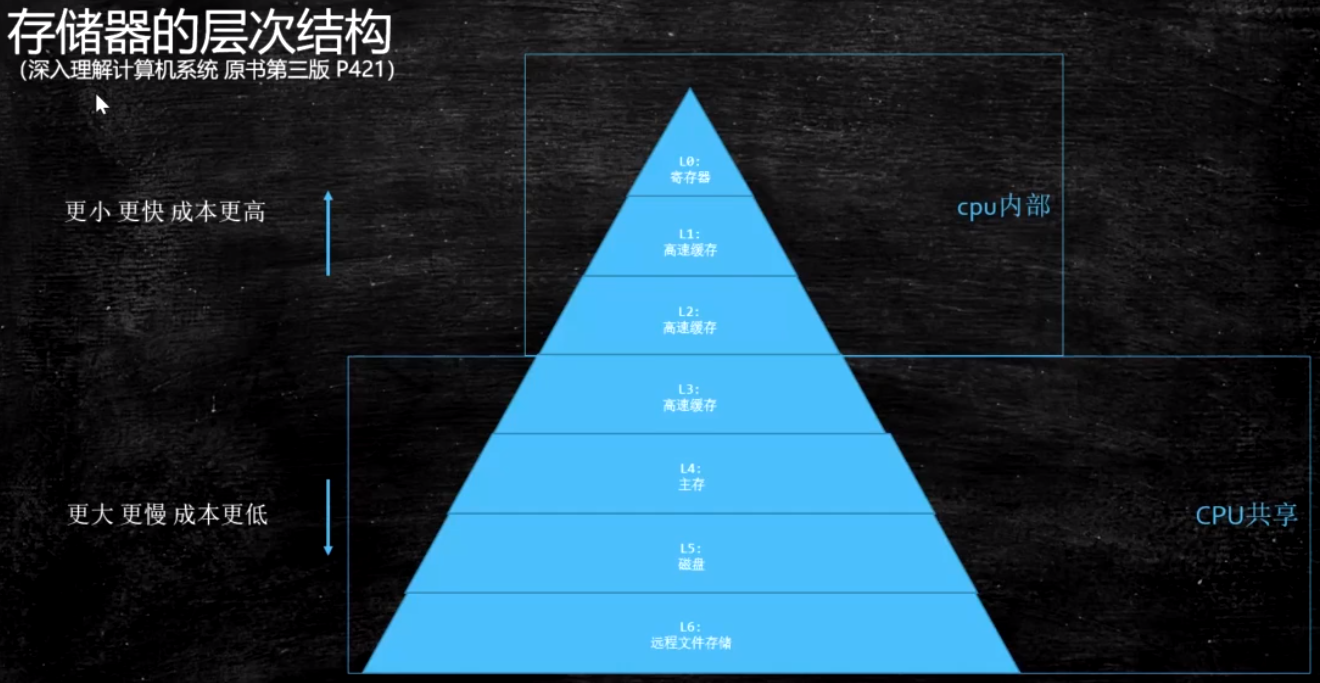 存储器的层次结构
（深入理解计算机系统 原书第三版 P421）
L0:
寄存器
更小 更快 成本更高
cpu内部
L1:
高速缓存
L2:
高速缓存
L3:
高速缓存
L4:
主存
更大 更慢 成本更低
CPU共享
L5:
磁盘
L6:
远程文件存储